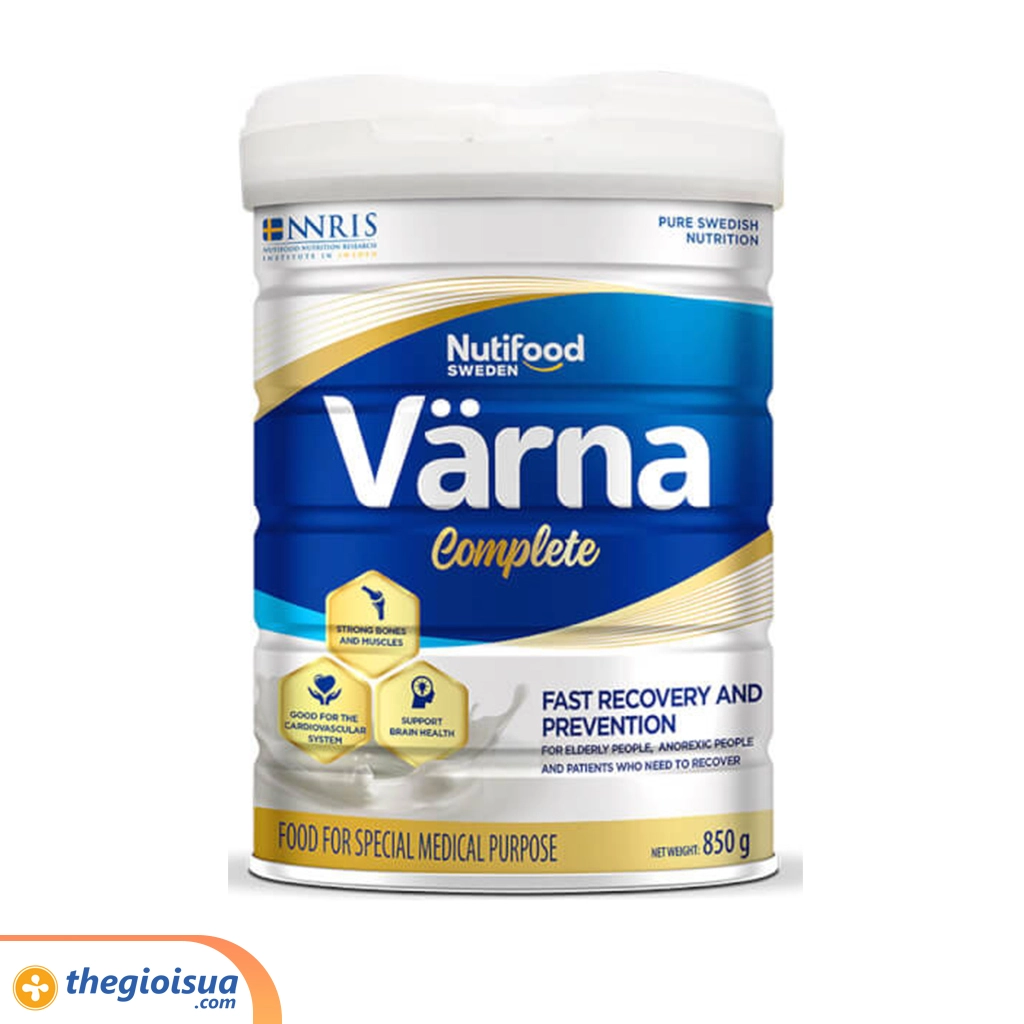 NNRIS
NUTIFOOD NUTRITION RESEARCH
INSTITUTE IN SWEDEN
PURE SWEDISH
NUTRITION
Nutifood
SWEDEN
Värna
Complete
STRONG BONES
AND MUSCLES
GOOD FOR THE
CARDIOVASCULAR
SYSTEM
SUPPORT
BRAIN HEALTH
FAST RECOVERY AND
PREVENTION
FOR ELDERLY PEOPLE, ANOREXIC PEOPLE
AND PATIENTS WHO NEED TO RECOVER
FOOD FOR SPECIAL MEDICAL PURPOSE
NET WEIGHT: 850 g
thegioisua
.com